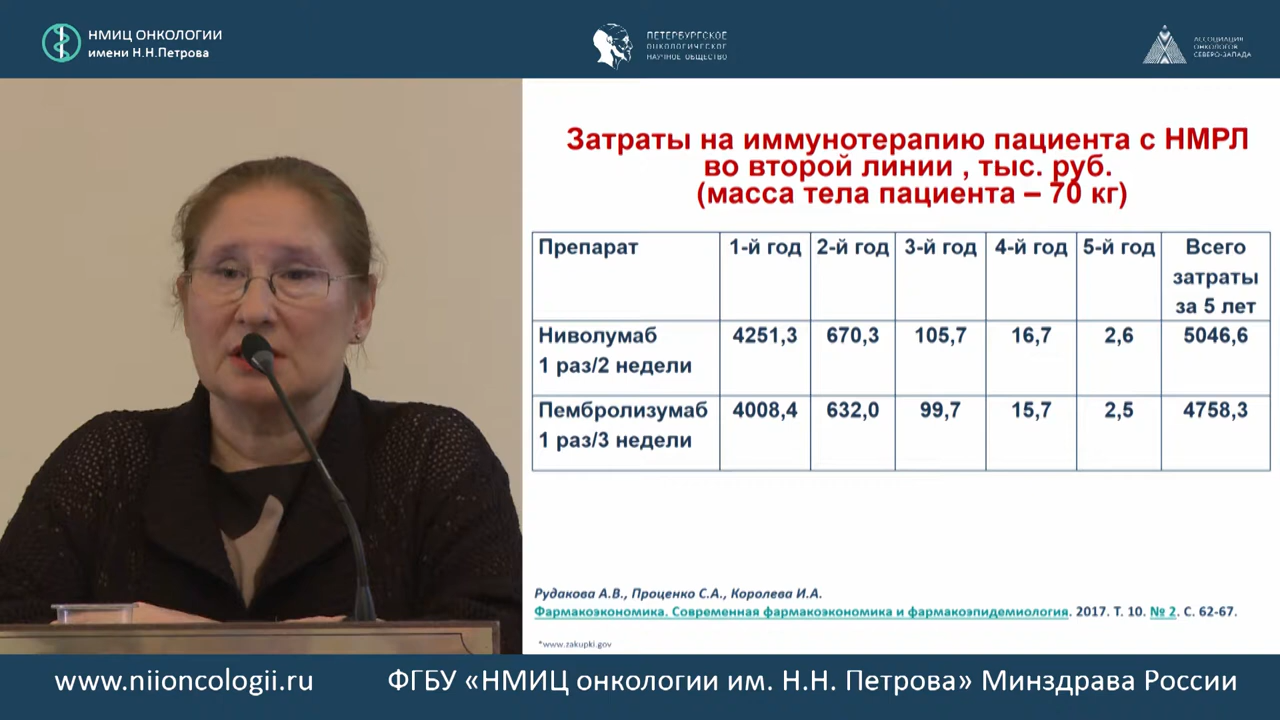 НМИЦ ОНКОЛОГИИ
имени Н.Н.Петрова
ПЕТЕРБУРГСКОЕ
ОНКОЛОГИЧЕСКОЕ
НАУЧНОЕ ОБЩЕСТВО
АССОЦИАЦИЯ
ОНКОЛОГОВ
СЕВЕРО-ЗАПАДА
Затраты на иммунотерапию пациента с НМРЛ
во второй линии , тыс. руб.
(масса тела пациента – 70 кг)
Препарат 1-й год 2-й год 3-й год 4-й год 5-й год Всего
затраты
за 5 лет
Ниволумаб 4251,3 670,3 105,7 16,7 2,6 5046,6
1 раз/2 недели
Пембролизумаб 4008,4 632,0 99,7 15,7 2,5 4758,3
1 раз/3 недели
Рудакова А.В., Проценко С.А., Королева И.А.
Фармакоэкономика. Современная фармакоэкономика и фармакоэпидемиология. 2017. Т. 10. № 2. С. 62-67.
*www.zakupki.gov
www.niioncologii.ru ФГБУ «НМИЦ онкологии им. Н.Н. Петрова» Минздрава России